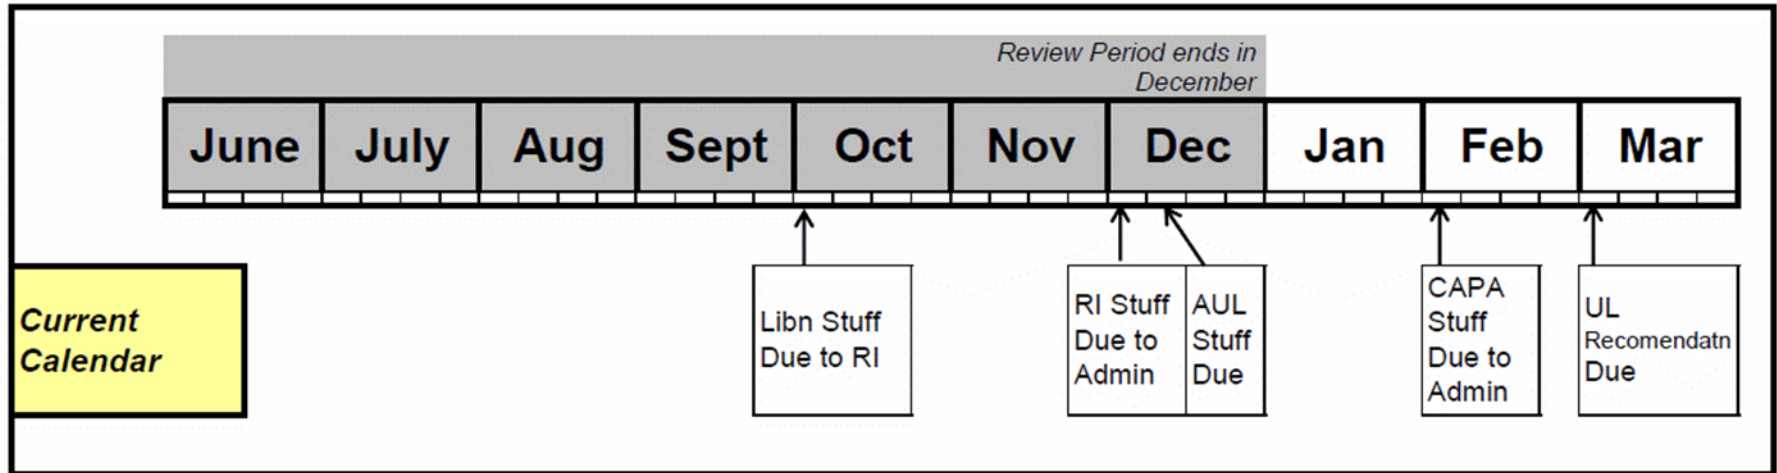 Review Period ends in
December
June July Aug Sept Oct Nov Dec Jan Feb Mar
Current
Calendar
Libn Stuff
Due to RI
RI Stuff
Due to
Admin
AUL
Stuff
Due
CAPA
Stuff
Due to
Admin
UL
Recomendatn
Due